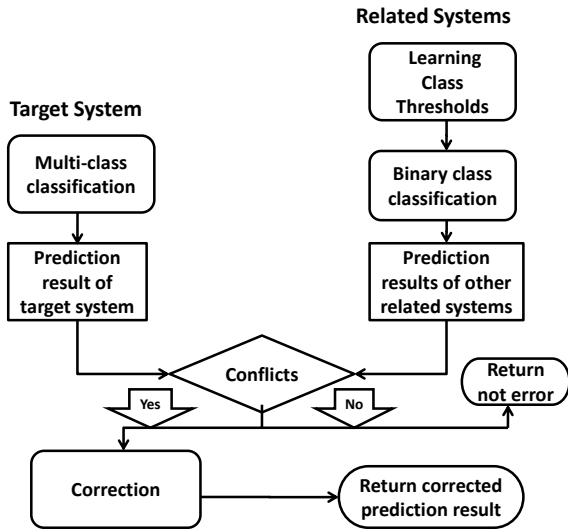 Related Systems
Learning
Class
Thresholds
Target System
Multi-class
classification
Binary class
classification
Prediction
result of
target system
Prediction
results of other
related systems
Conflicts
Return
not error
Yes
No
Correction
Return corrected
prediction result